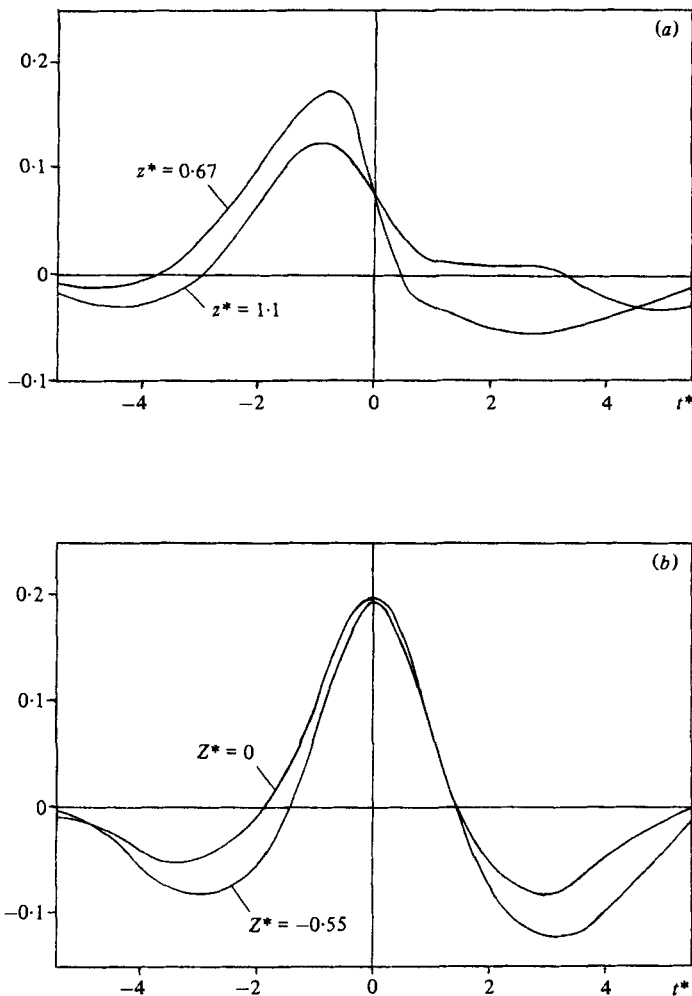 (a)
0·2
0·1
z* = 0·67
0
z* = 1·1
−0·1
−4 −2 0 2 4 t*
(b)
0·2
0·1
Z* = 0
0
−0·1
Z* = −0·55
−4 −2 0 2 4 t*